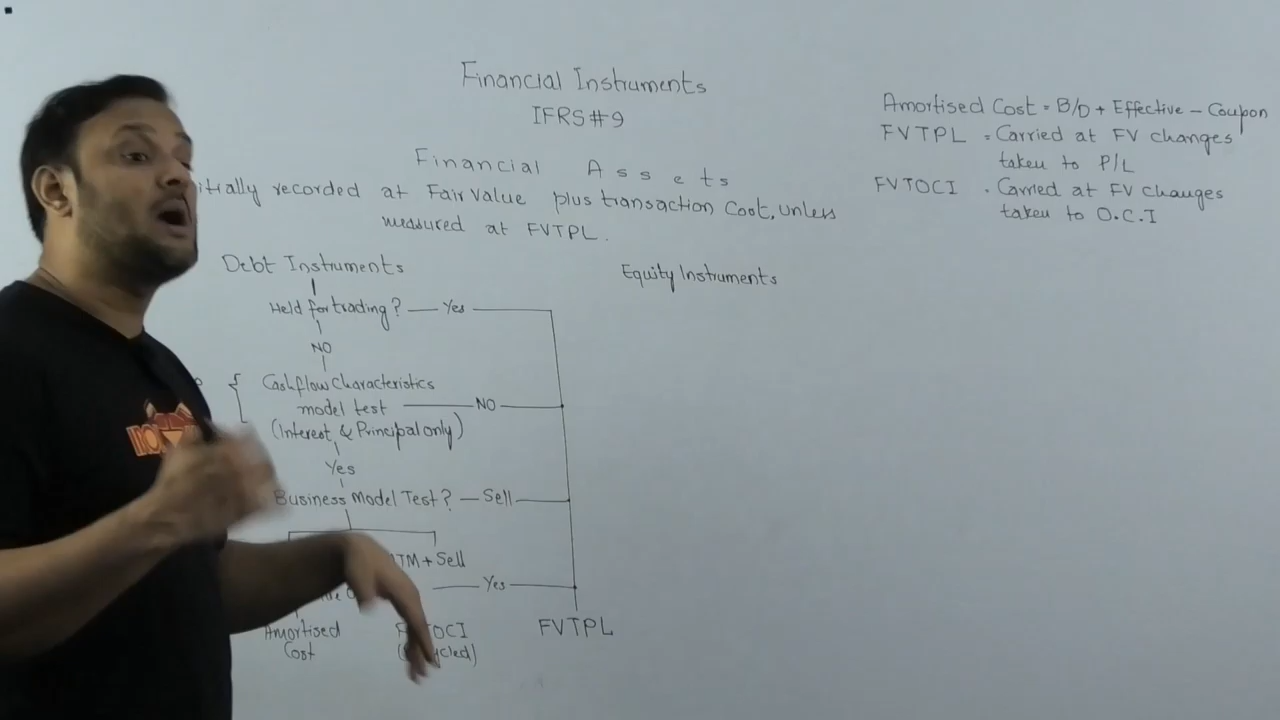 Financial Instruments
IFRS#9
Financial Assets
itially recorded at Fair Value plus transaction Cost, unless
measured at FVTPL.
Debt Instruments
Held for trading? Yes
NO
Cashflow Characteristics
model test NO
(Interest & Principal only)
Yes
Business Model Test? Sell
TM + Sell
Yes
Amortised
Cost
OCI
cled)
FVTPL
Equity Instruments
Amortised Cost = B/D + Effective - Coupon
FVTPL = Carried at FV changes
taken to P/L
FVTOCI = Carried at FV changes
taken to O.C.I